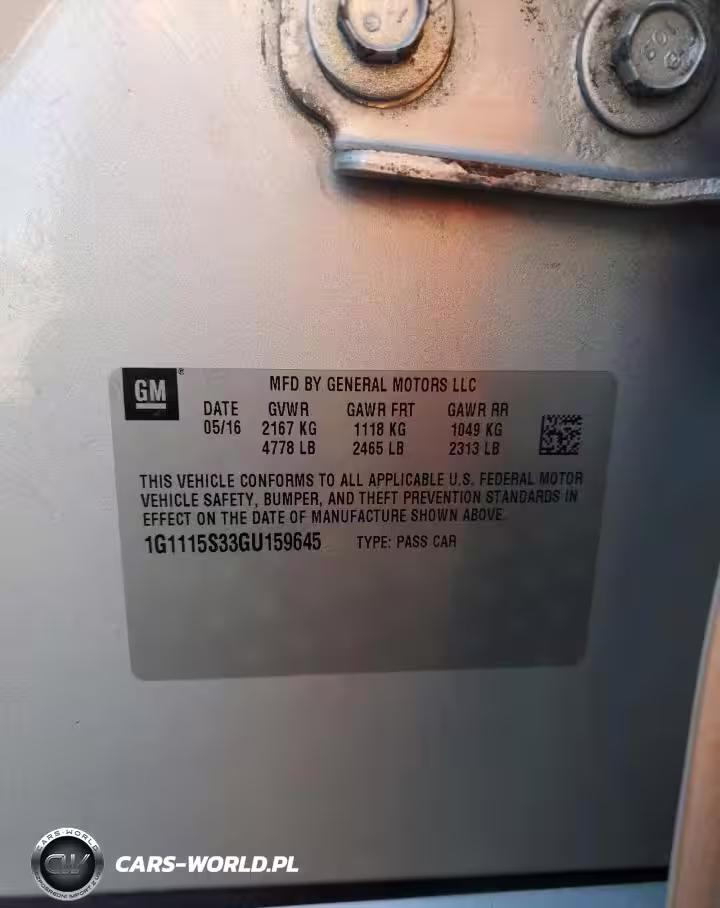 GM
MFD BY GENERAL MOTORS LLC
DATE GVWR GAWR FRT GAWR RR
05/16 2167 KG 1118 KG 1049 KG
4778 LB 2465 LB 2313 LB
THIS VEHICLE CONFORMS TO ALL APPLICABLE U.S. FEDERAL MOTOR
VEHICLE SAFETY, BUMPER, AND THEFT PREVENTION STANDARDS IN
EFFECT ON THE DATE OF MANUFACTURE SHOWN ABOVE.
1G1115S33GU159645 TYPE: PASS CAR
CARS-WORLD
CW
CARS-WORLD.PL